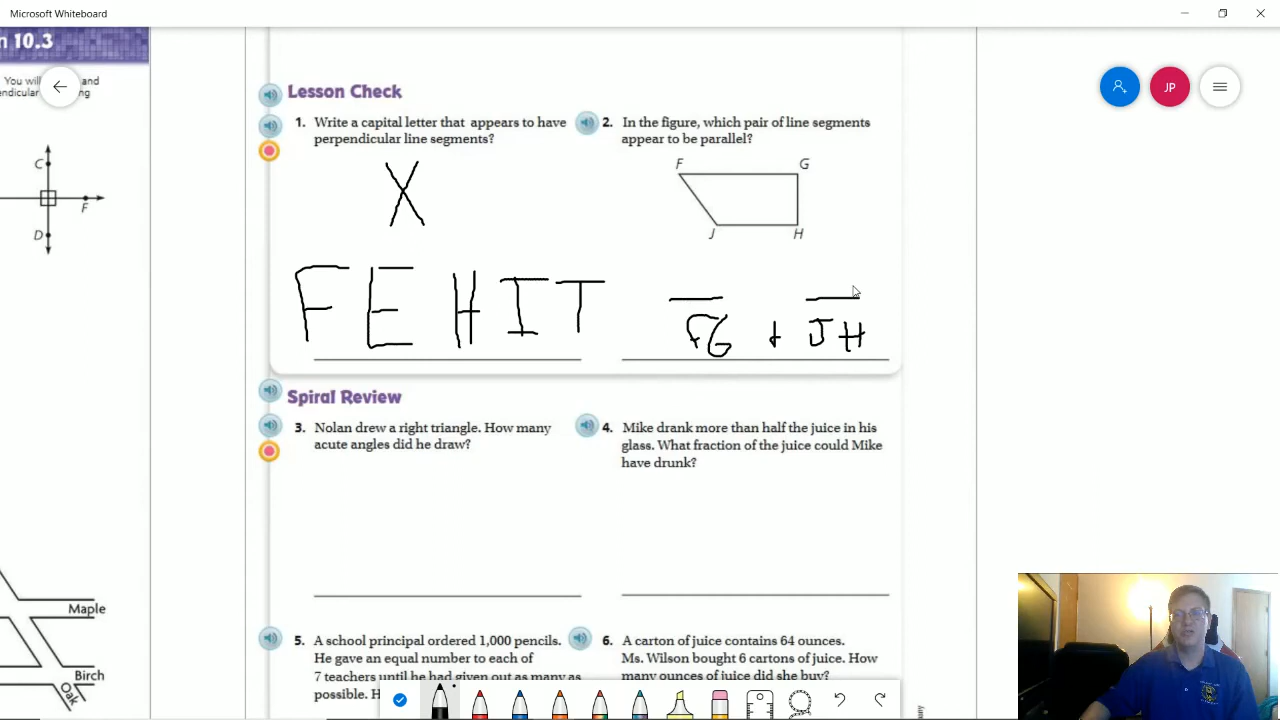 Microsoft Whiteboard
n 10.3
You will and
endicular ng
C
F
D
Maple
Birch
Oak
Lesson Check
1. Write a capital letter that appears to have
perpendicular line segments?
X
F E H I T
2. In the figure, which pair of line segments
appear to be parallel?
F G
J H
FG + JH
Spiral Review
3. Nolan drew a right triangle. How many
acute angles did he draw?
4. Mike drank more than half the juice in his
glass. What fraction of the juice could Mike
have drunk?
5. A school principal ordered 1,000 pencils.
He gave an equal number to each of
7 teachers until he had given out as many as
possible. H
6. A carton of juice contains 64 ounces.
Ms. Wilson bought 6 cartons of juice. How
many ounces of juice did she buy?
JP